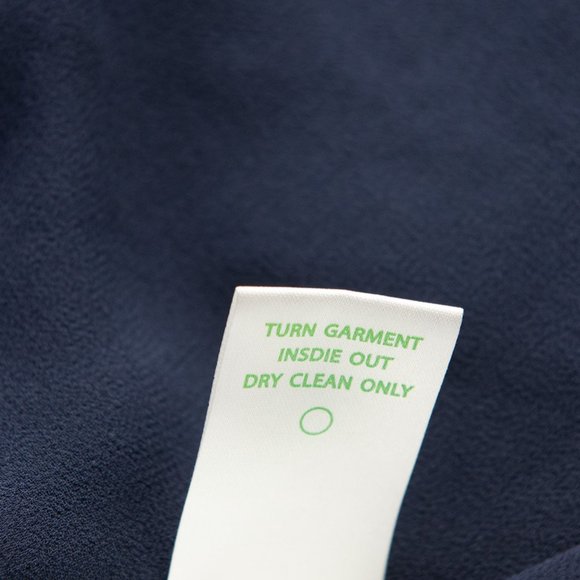 TURN GARMENT
INSDIE OUT
DRY CLEAN ONLY